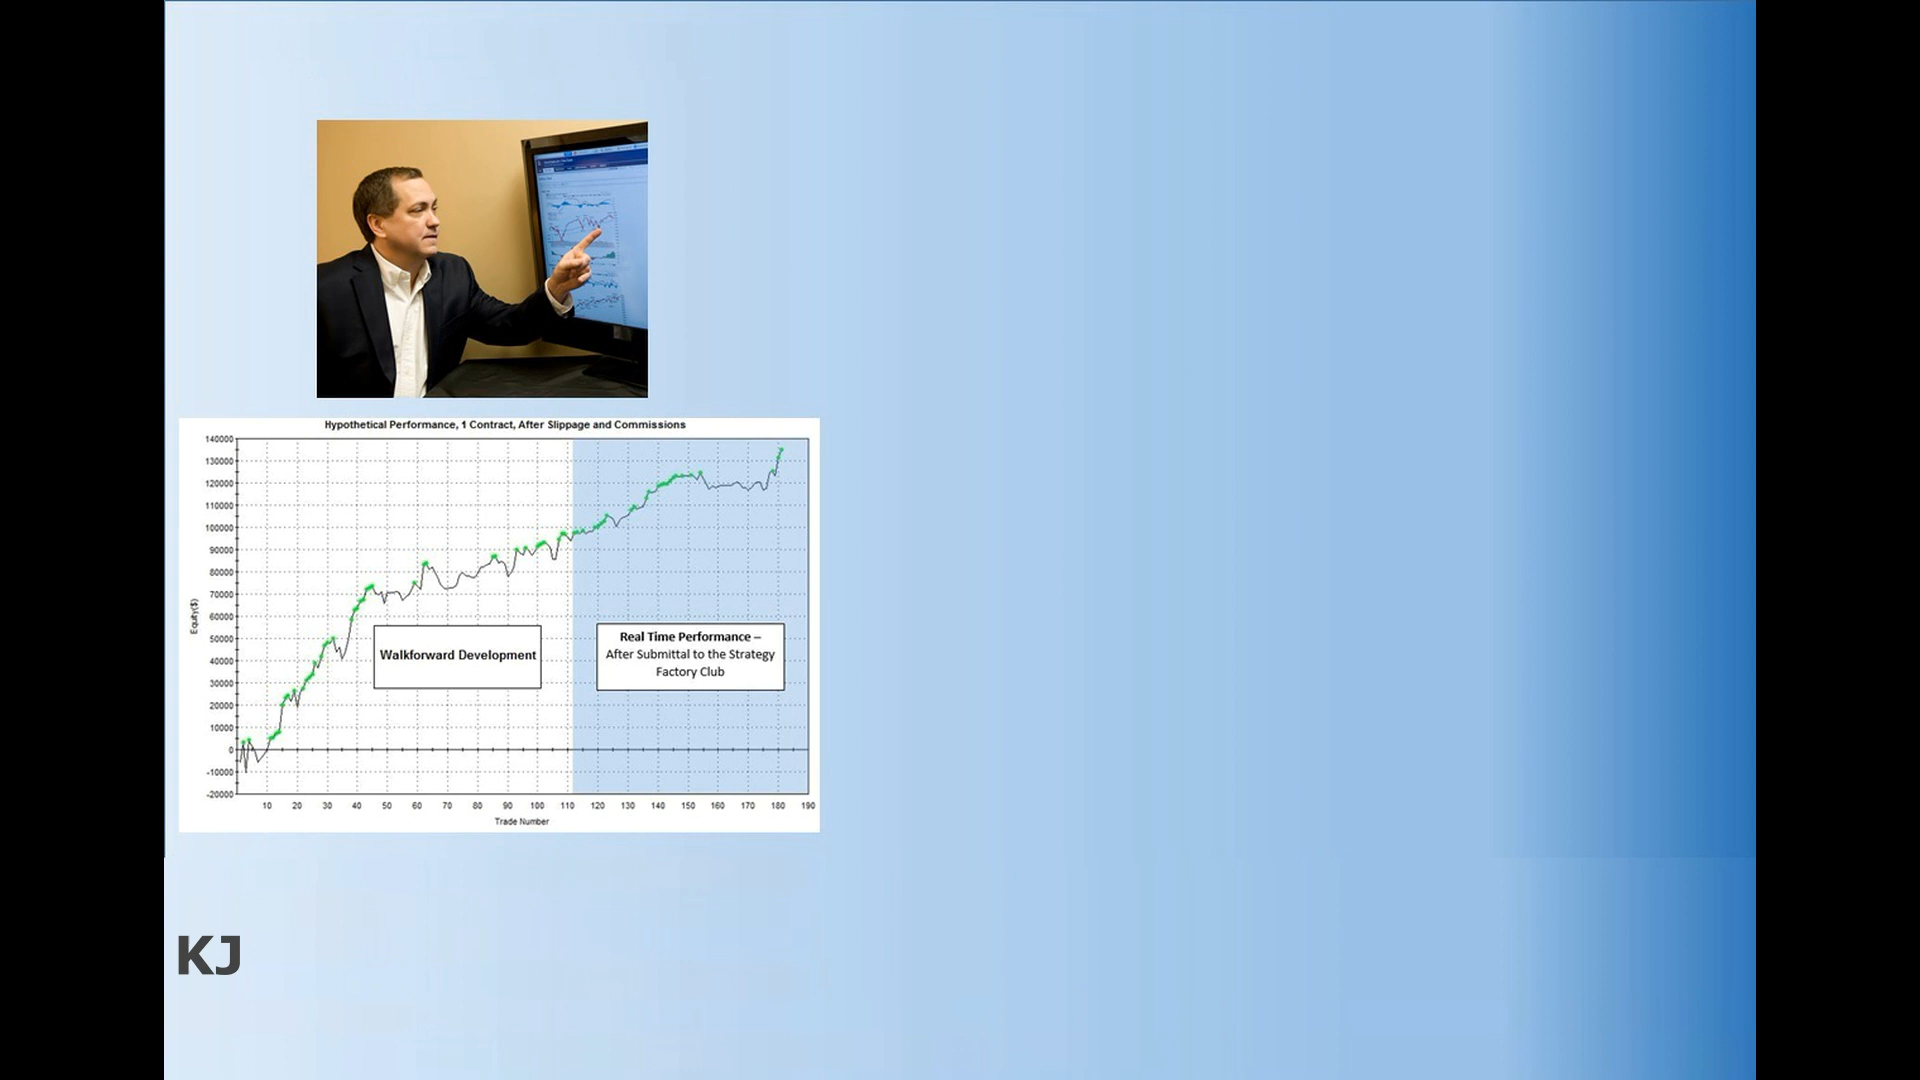 Hypothetical Performance, 1 Contract, After Slippage and Commissions
140000
130000
120000
110000
100000
90000
80000
70000
60000
50000
40000
30000
20000
10000
0
-10000
-20000
Equity($)
Walkforward Development
Real Time Performance –
After Submittal to the Strategy
Factory Club
10 20 30 40 50 60 70 80 90 100 110 120 130 140 150 160 170 180 190
Trade Number
KJ